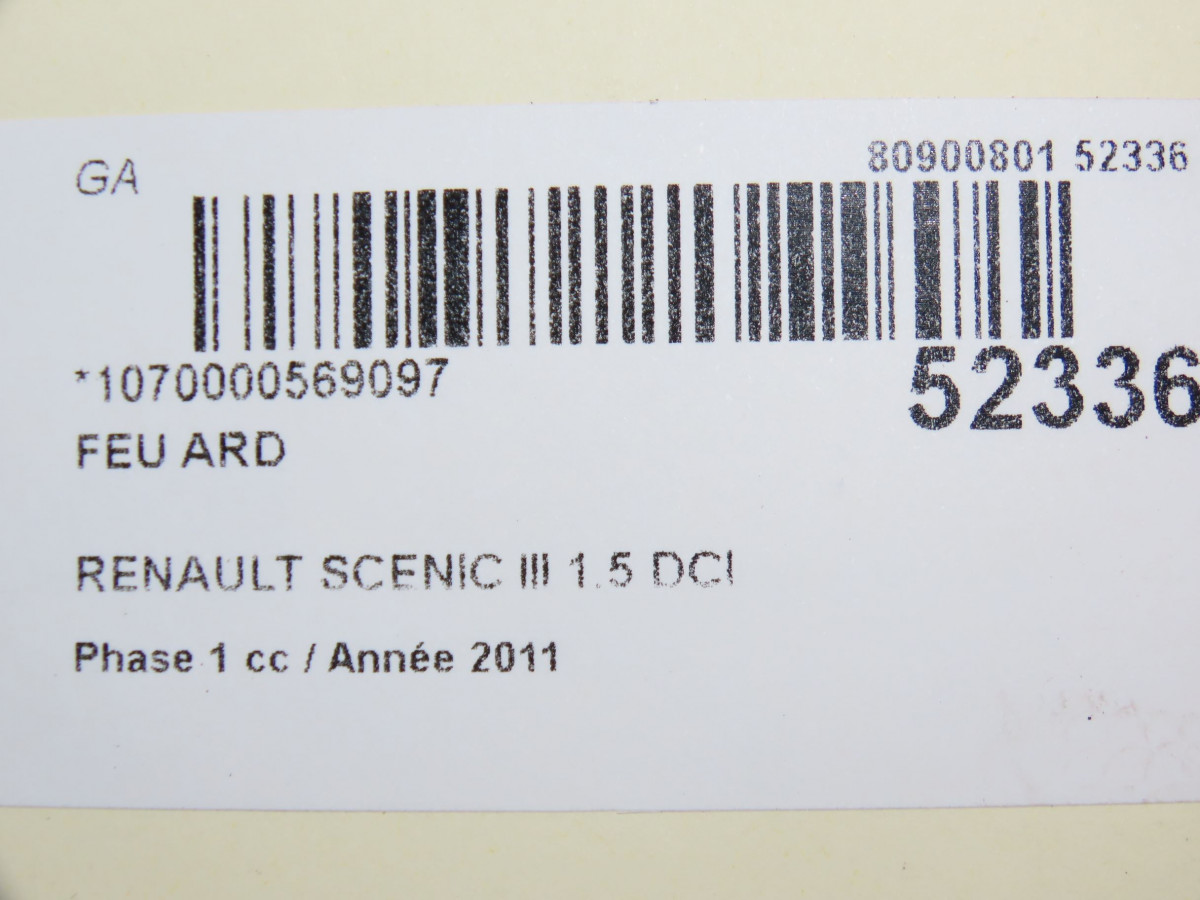 GA
80900801 52336
*1070000569097
52336
FEU ARD
RENAULT SCENIC III 1.5 DCI
Phase 1 cc / Année 2011